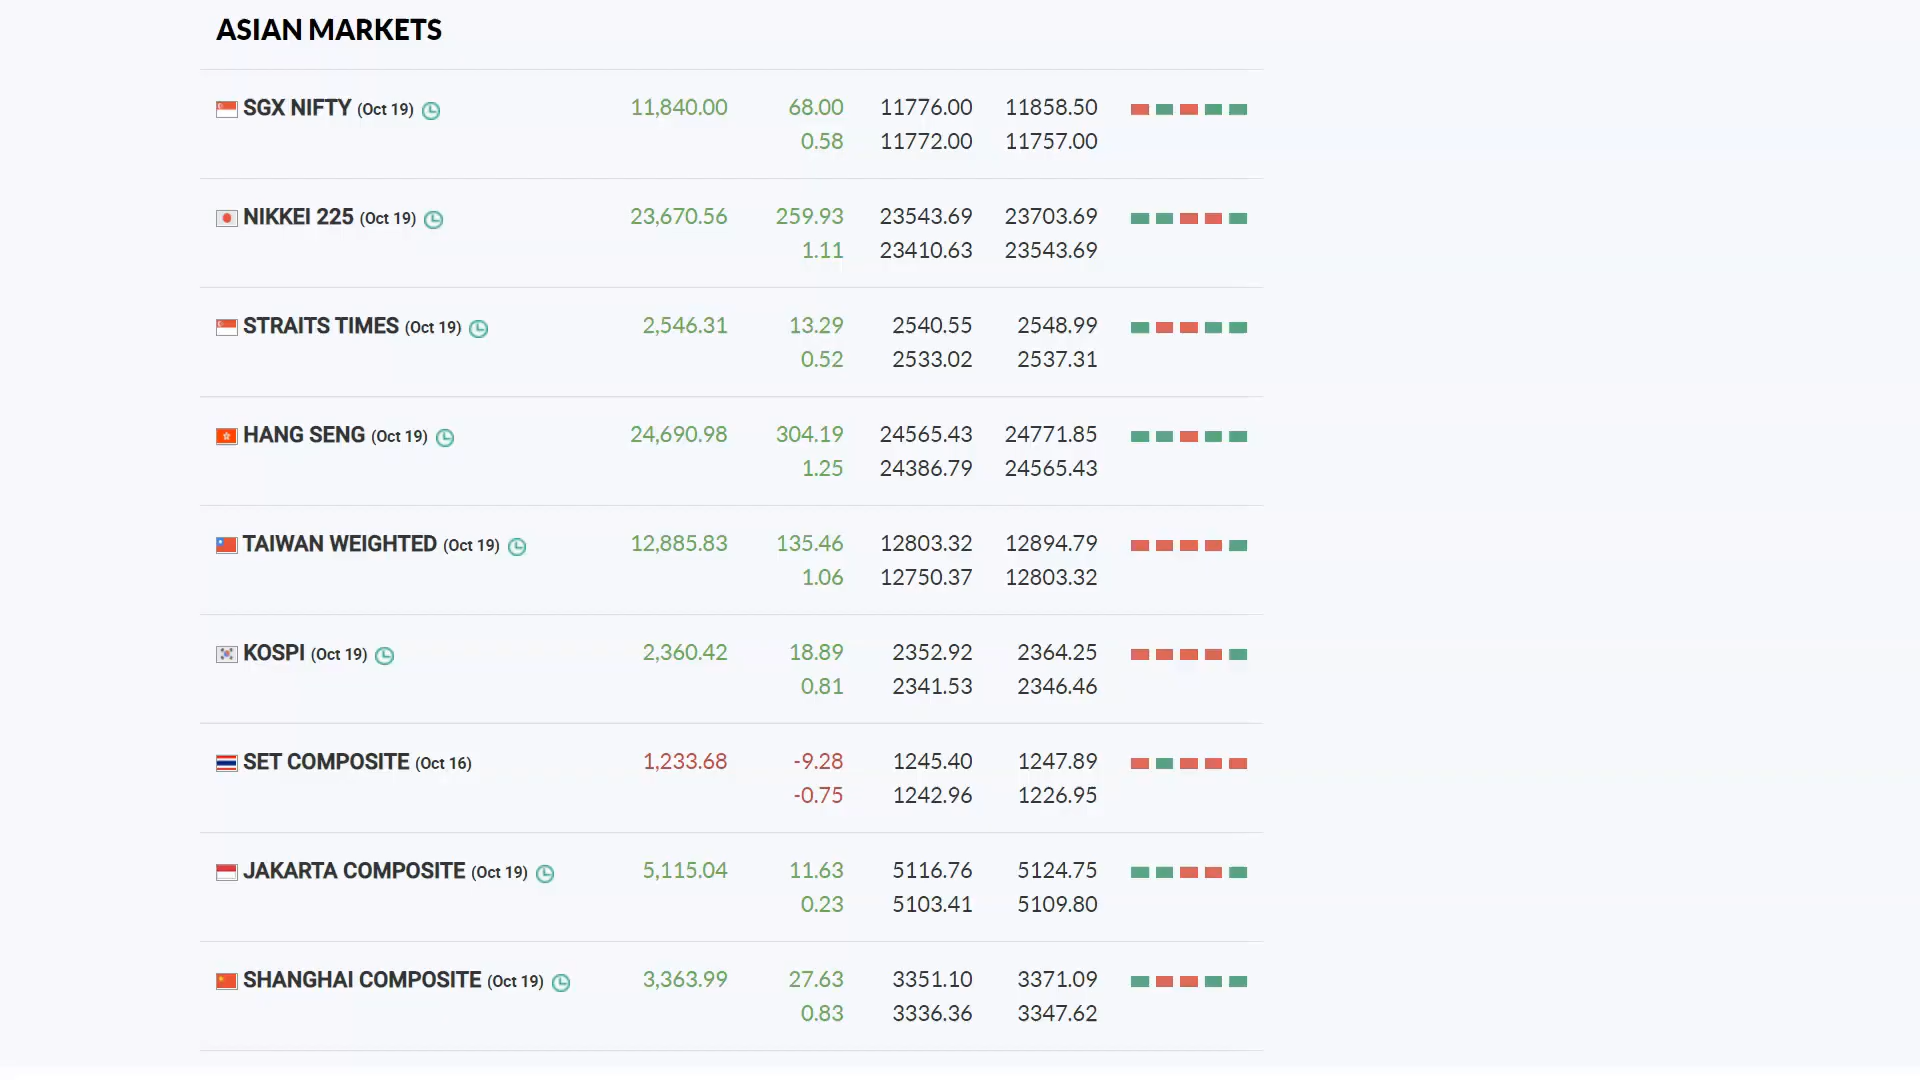 ASIAN MARKETS
SGX NIFTY (Oct 19) 11,840.00 68.00 11776.00 11858.50
0.58 11772.00 11757.00
NIKKEI 225 (Oct 19) 23,670.56 259.93 23543.69 23703.69
1.11 23410.63 23543.69
STRAITS TIMES (Oct 19) 2,546.31 13.29 2540.55 2548.99
0.52 2533.02 2537.31
HANG SENG (Oct 19) 24,690.98 304.19 24565.43 24771.85
1.25 24386.79 24565.43
TAIWAN WEIGHTED (Oct 19) 12,885.83 135.46 12803.32 12894.79
1.06 12750.37 12803.32
KOSPI (Oct 19) 2,360.42 18.89 2352.92 2364.25
0.81 2341.53 2346.46
SET COMPOSITE (Oct 16) 1,233.68 -9.28 1245.40 1247.89
-0.75 1242.96 1226.95
JAKARTA COMPOSITE (Oct 19) 5,115.04 11.63 5116.76 5124.75
0.23 5103.41 5109.80
SHANGHAI COMPOSITE (Oct 19) 3,363.99 27.63 3351.10 3371.09
0.83 3336.36 3347.62